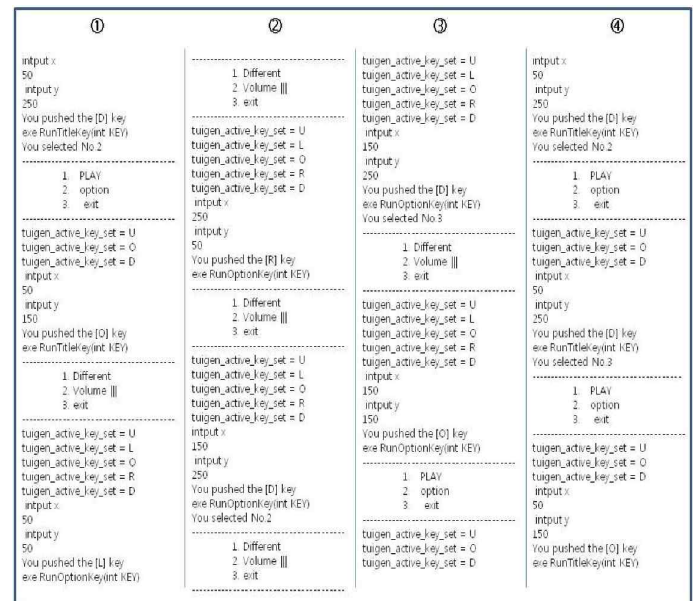 ①
intput x
50
intput y
250
You pushed the [D] key
exe RunTitleKey(int KEY)
You selected No.2
--------------------------------
1. PLAY
2. option
3. exit
--------------------------------
tuigen_active_key_set = U
tuigen_active_key_set = O
tuigen_active_key_set = D
intput x
50
intput y
150
You pushed the [O] key
exe RunTitleKey(int KEY)
--------------------------------
1. Different
2. Volume |||
3. exit
--------------------------------
tuigen_active_key_set = U
tuigen_active_key_set = L
tuigen_active_key_set = O
tuigen_active_key_set = R
tuigen_active_key_set = D
intput x
50
intput y
50
You pushed the [L] key
exe RunOptionKey(int KEY)
②
--------------------------------
1. Different
2. Volume |||
3. exit
--------------------------------
tuigen_active_key_set = U
tuigen_active_key_set = L
tuigen_active_key_set = O
tuigen_active_key_set = R
tuigen_active_key_set = D
intput x
250
intput y
50
You pushed the [R] key
exe RunOptionKey(int KEY)
--------------------------------
1. Different
2. Volume |||
3. exit
--------------------------------
tuigen_active_key_set = U
tuigen_active_key_set = L
tuigen_active_key_set = O
tuigen_active_key_set = R
tuigen_active_key_set = D
intput x
150
intput y
250
You pushed the [D] key
exe RunOptionKey(int KEY)
You selected No.2
--------------------------------
1. Different
2. Volume |||
3. exit
--------------------------------
③
tuigen_active_key_set = U
tuigen_active_key_set = L
tuigen_active_key_set = O
tuigen_active_key_set = R
tuigen_active_key_set = D
intput x
150
intput y
250
You pushed the [D] key
exe RunOptionKey(int KEY)
You selected No.3
--------------------------------
1. Different
2. Volume |||
3. exit
--------------------------------
tuigen_active_key_set = U
tuigen_active_key_set = L
tuigen_active_key_set = O
tuigen_active_key_set = R
tuigen_active_key_set = D
intput x
150
intput y
150
You pushed the [O] key
exe RunOptionKey(int KEY)
--------------------------------
1. PLAY
2. option
3. exit
--------------------------------
tuigen_active_key_set = U
tuigen_active_key_set = O
tuigen_active_key_set = D
④
intput x
50
intput y
250
You pushed the [D] key
exe RunTitleKey(int KEY)
You selected No.2
--------------------------------
1. PLAY
2. option
3. exit
--------------------------------
tuigen_active_key_set = U
tuigen_active_key_set = O
tuigen_active_key_set = D
intput x
50
intput y
250
You pushed the [D] key
exe RunTitleKey(int KEY)
You selected No.3
--------------------------------
1. PLAY
2. option
3. exit
--------------------------------
tuigen_active_key_set = U
tuigen_active_key_set = O
tuigen_active_key_set = D
intput x
50
intput y
150
You pushed the [O] key
exe RunTitleKey(int KEY)